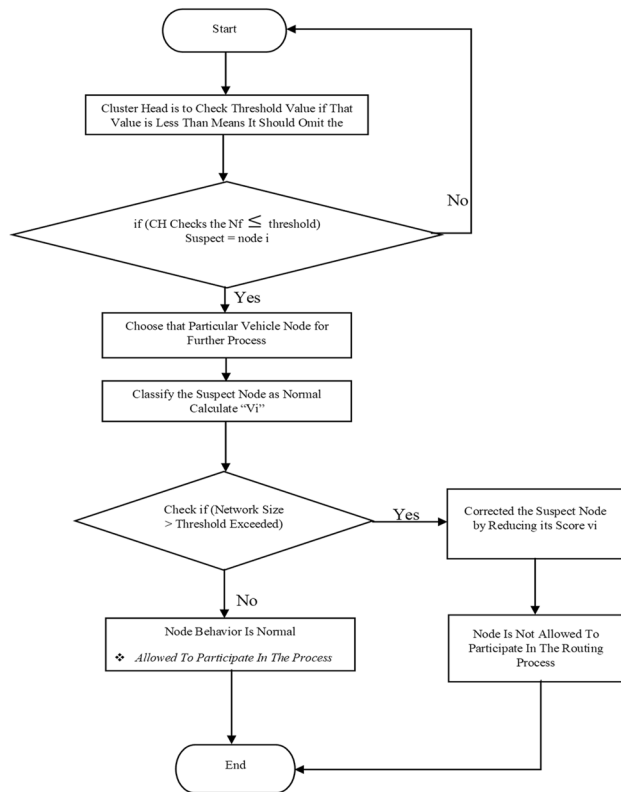 Start
Cluster Head is to Check Threshold Value if That
Value is Less Than Means It Should Omit the
No
if (CH Checks the Nf ≤ threshold)
Suspect = node i
Yes
Choose that Particular Vehicle Node for
Further Process
Classify the Suspect Node as Normal
Calculate “Vi”
Check if (Network Size
> Threshold Exceeded)
Yes
Corrected the Suspect Node
by Reducing its Score vi
No
Node Behavior Is Normal
❖ Allowed To Participate In The Process
Node Is Not Allowed To
Participate In The Routing
Process
End